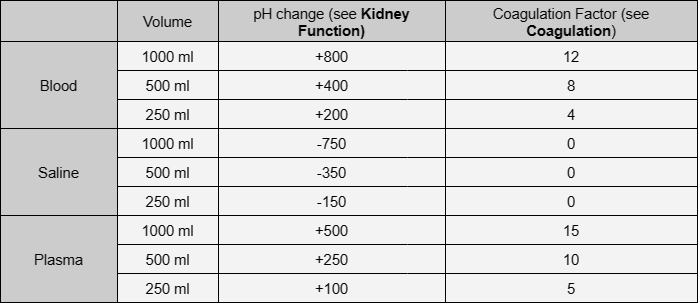 Volume
pH change (see Kidney
Function)
Coagulation Factor (see
Coagulation)
Blood
1000 ml
+800
12
500 ml
+400
8
250 ml
+200
4
Saline
1000 ml
-750
0
500 ml
-350
0
250 ml
-150
0
Plasma
1000 ml
+500
15
500 ml
+250
10
250 ml
+100
5